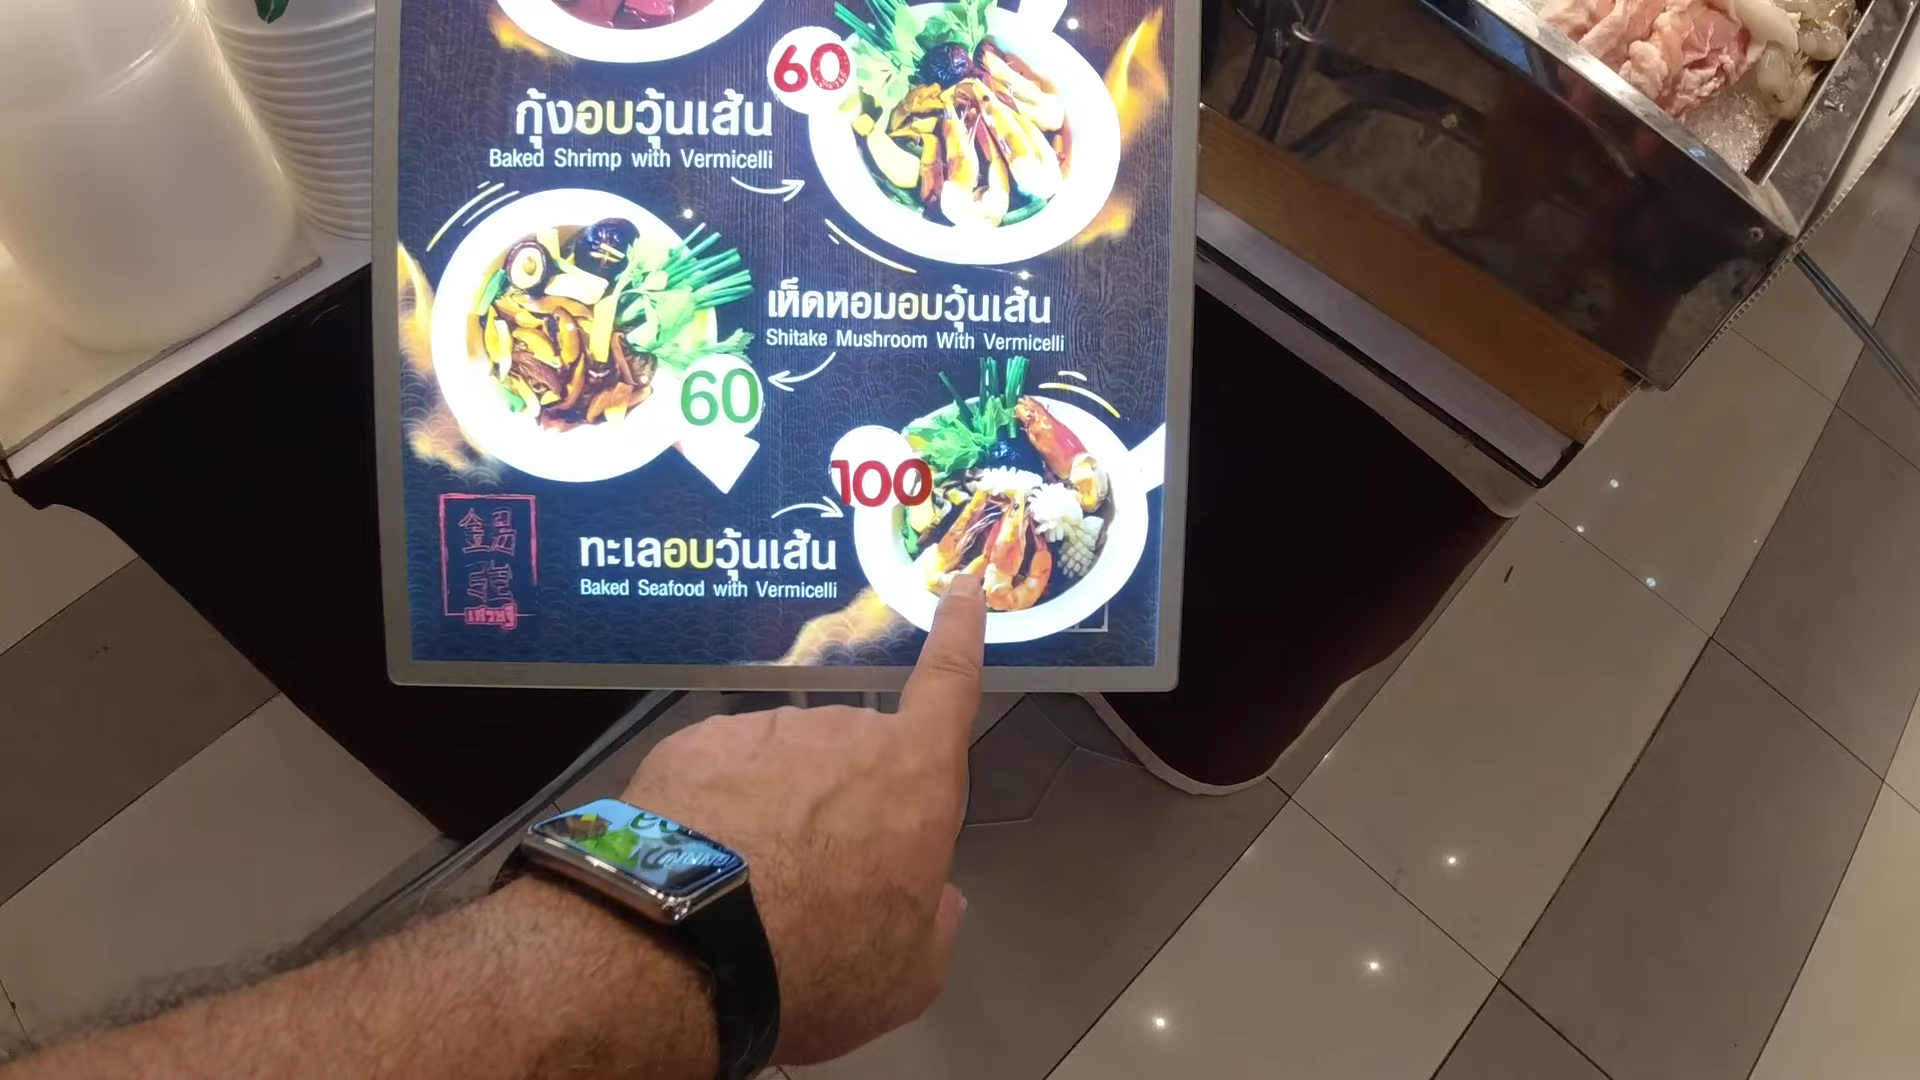 60
กุ้งอบวุ้นเส้น
Baked Shrimp with Vermicelli
เห็ดหอมอบวุ้นเส้น
Shitake Mushroom With Vermicelli
60
100
ทะเลอบวุ้นเส้น
Baked Seafood with Vermicelli